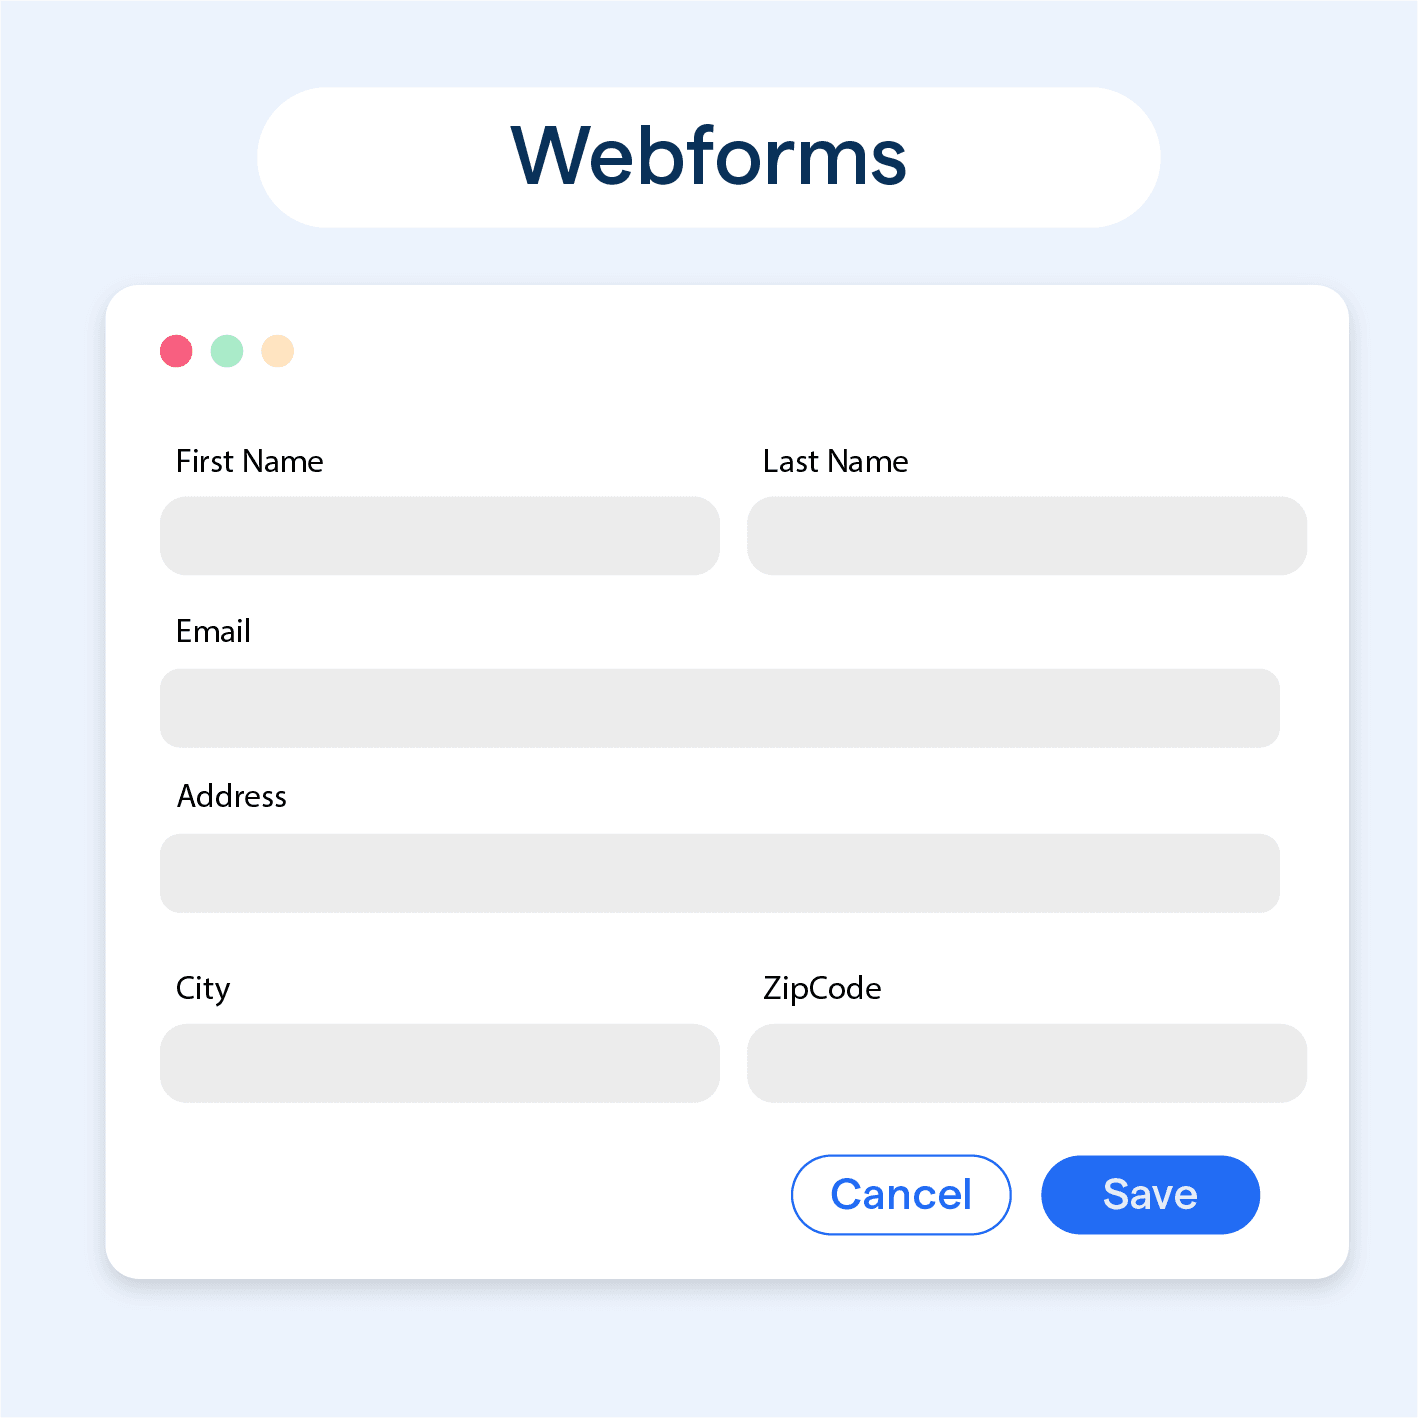 Webforms
First Name
Last Name
Email
Address
City
ZipCode
Cancel
Save